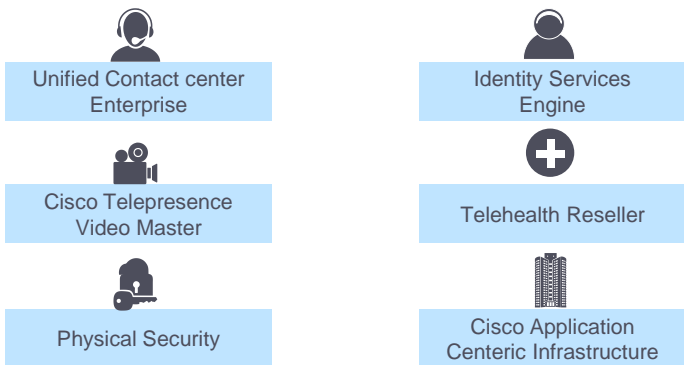 Unified Contact center
Enterprise
Identity Services
Engine
Cisco Telepresence
Video Master
Telehealth Reseller
Physical Security
Cisco Application
Centeric Infrastructure